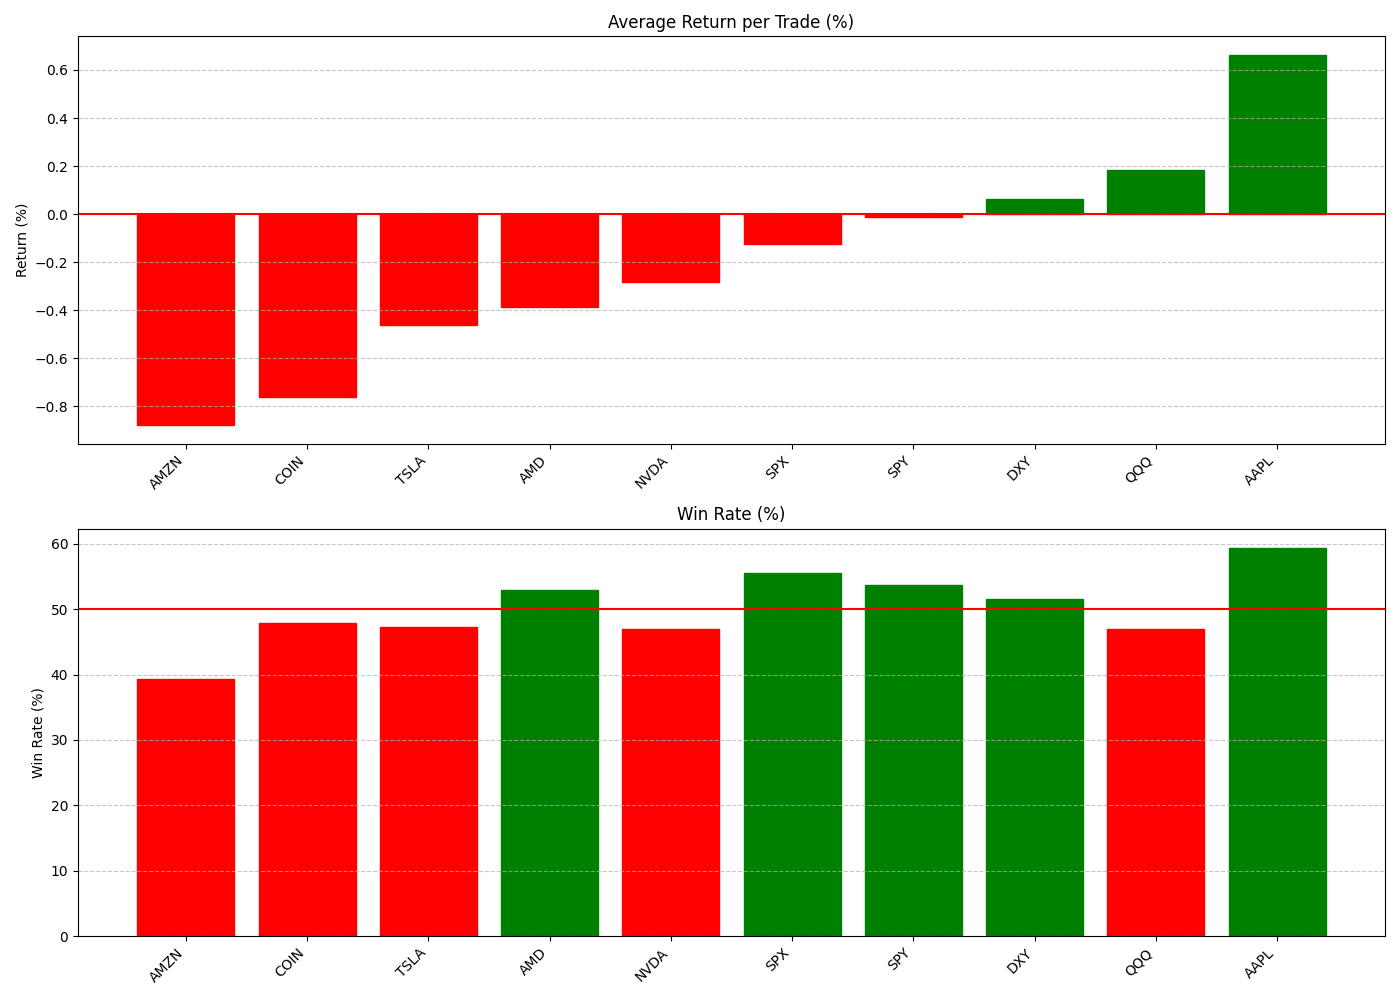 Average Return per Trade (%)
Return (%)
0.6
0.4
0.2
0.0
−0.2
−0.4
−0.6
−0.8
AMZN COIN TSLA AMD NVDA SPX SPY DXY QQQ AAPL
Win Rate (%)
Win Rate (%)
60
50
40
30
20
10
0
AMZN COIN TSLA AMD NVDA SPX SPY DXY QQQ AAPL